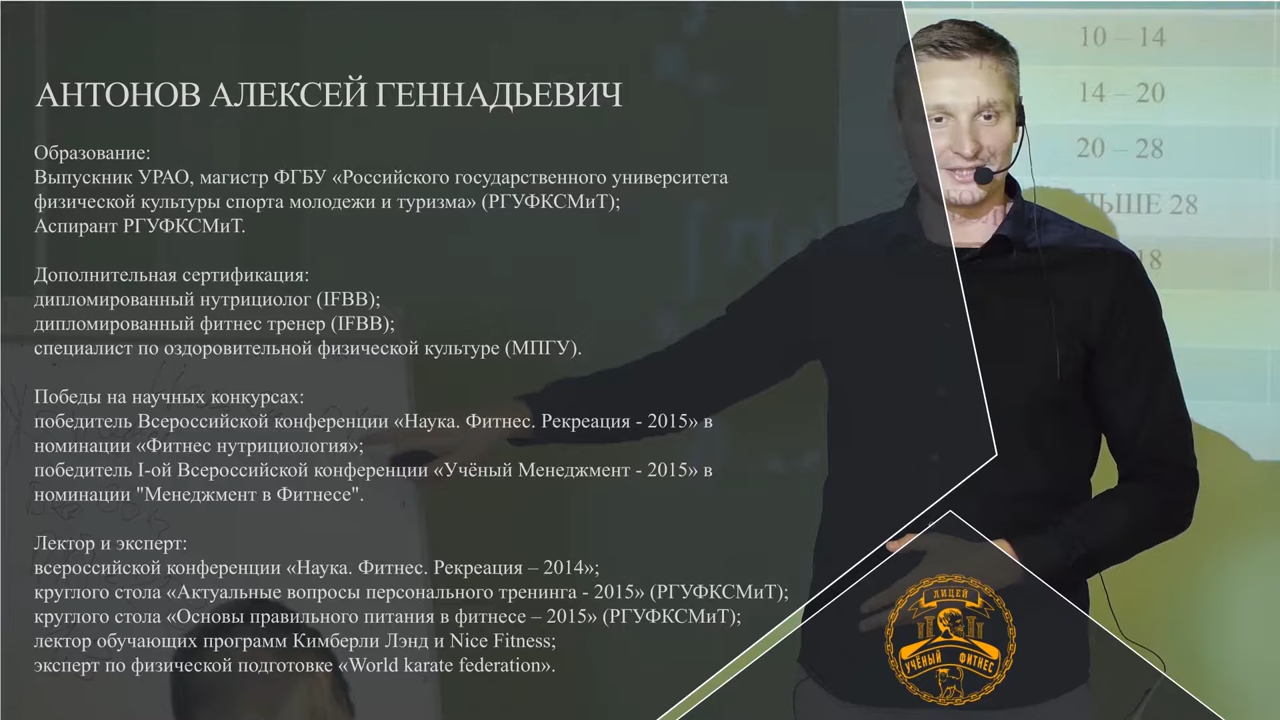 АНТОНОВ АЛЕКСЕЙ ГЕННАДЬЕВИЧ
Образование:
Выпускник УРАО, магистр ФГБУ «Российского государственного университета
физической культуры спорта молодежи и туризма» (РГУФКСМиТ);
Аспирант РГУФКСМиТ.
Дополнительная сертификация:
дипломированный нутрициолог (IFBB);
дипломированный фитнес тренер (IFBB);
специалист по оздоровительной физической культуре (МПГУ).
Победы на научных конкурсах:
победитель Всероссийской конференции «Наука. Фитнес. Рекреация - 2015» в
номинации «Фитнес нутрициология»;
победитель I-ой Всероссийской конференции «Учёный Менеджмент - 2015» в
номинации "Менеджмент в Фитнесе".
Лектор и эксперт:
всероссийской конференции «Наука. Фитнес. Рекреация – 2014»;
круглого стола «Актуальные вопросы персонального тренинга - 2015» (РГУФКСМиТ);
круглого стола «Основы правильного питания в фитнесе – 2015» (РГУФКСМиТ);
лектор обучающих программ Кимберли Лэнд и Nice Fitness;
эксперт по физической подготовке «World karate federation».
10 – 14
14 – 20
20 – 28
ЬШЕ 28
18
ЛИЦЕЙ
УЧЁНЫЙ ФИТНЕС